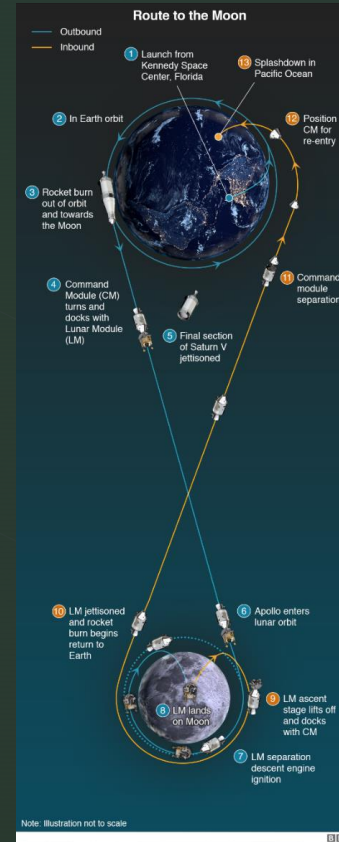 Route to the Moon
Outbound
Inbound
1 Launch from
Kennedy Space
Center, Florida
13 Splashdown in
Pacific Ocean
2 In Earth orbit
12 Position
CM for
re-entry
3 Rocket burn
out of orbit
and towards
the Moon
4 Command
Module (CM)
turns and
docks with
Lunar Module
(LM)
5 Final section
of Saturn V
jettisoned
11 Command
module
separation
10 LM jettisoned
and rocket
burn begins
return to
Earth
6 Apollo enters
lunar orbit
8 LM lands
on Moon
9 LM ascent
stage lifts off
and docks
with CM
7 LM separation
descent engine
ignition
Note: Illustration not to scale